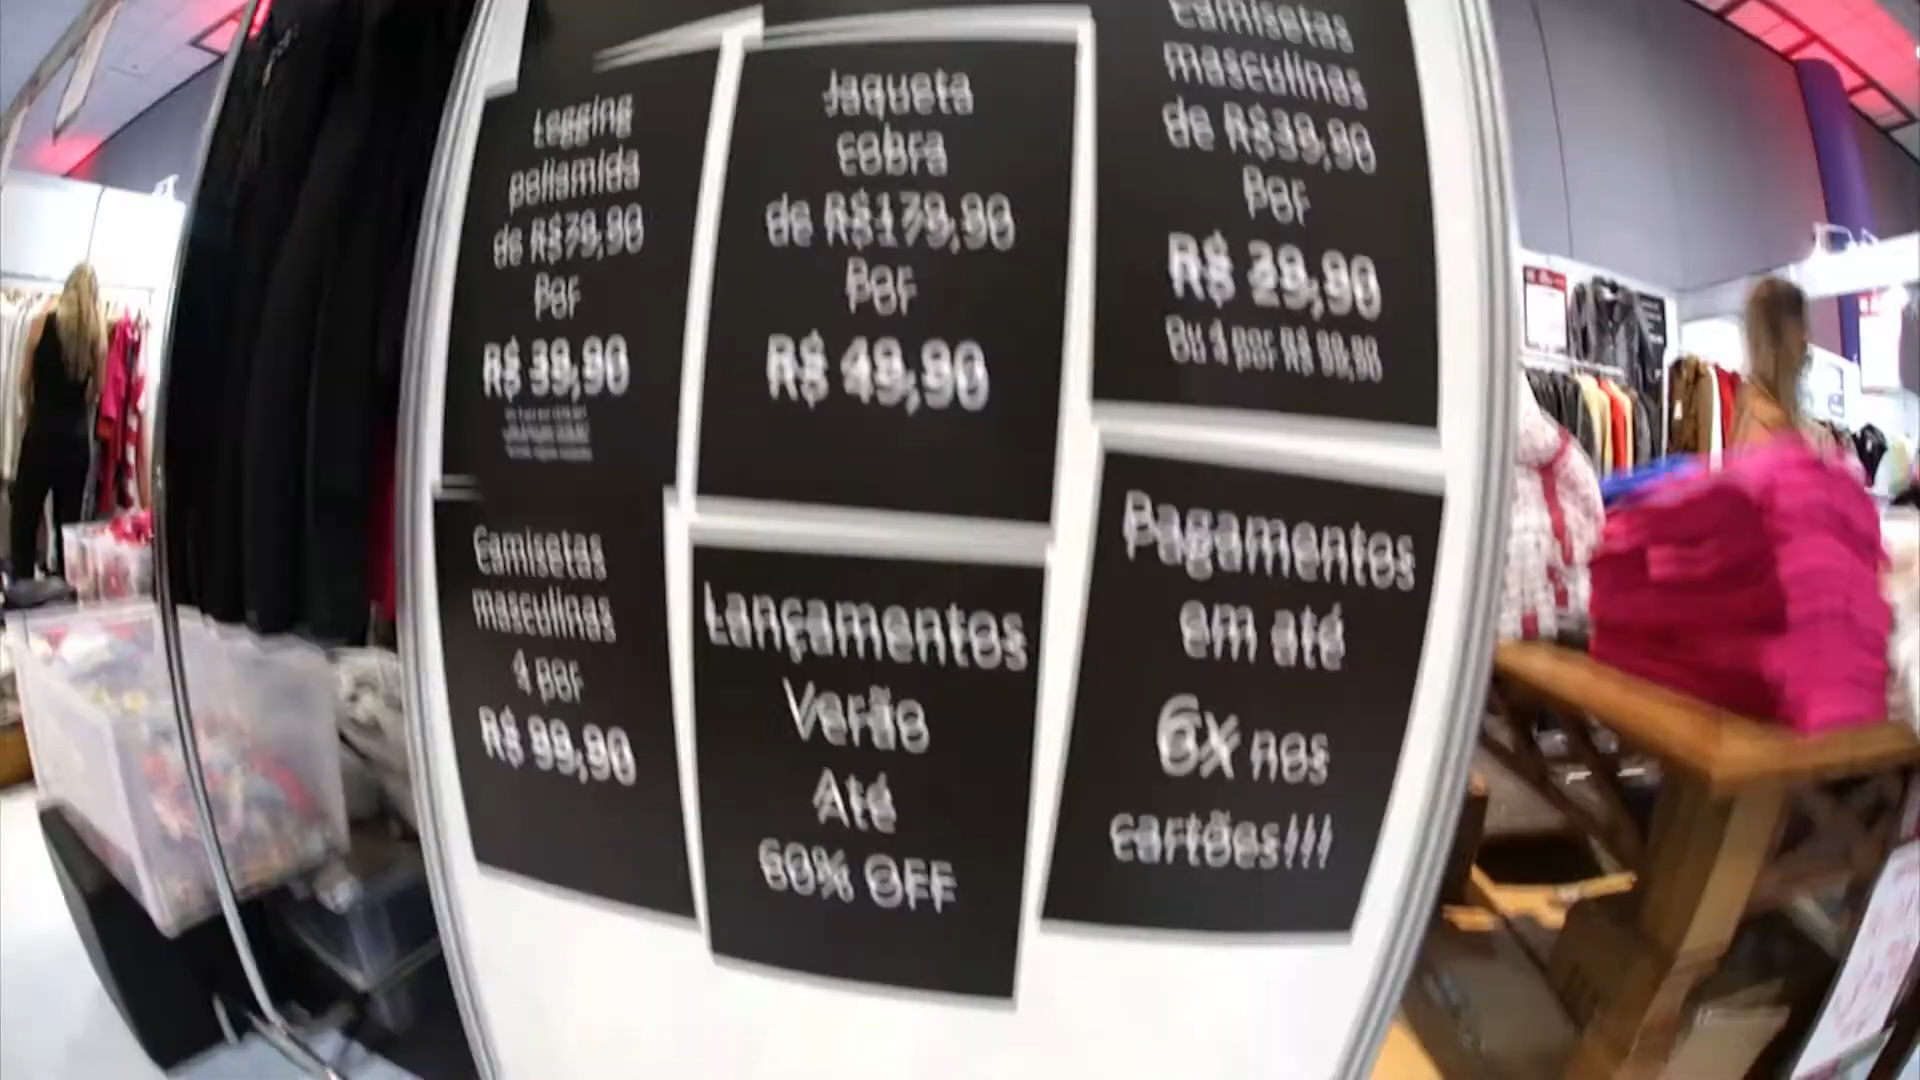 Legging
poliamida
de R$79,90
Por
R$ 39,90
Jaqueta
cobra
de R$179,90
Por
R$ 49,90
Camisetas
masculinas
de R$39,90
Por
R$ 29,90
Ou 4 por R$ 99,90
Camisetas
masculinas
4 por
R$ 99,90
Lançamentos
Verão
Até
60% OFF
Pagamentos
em até
6X nos
cartões!!!